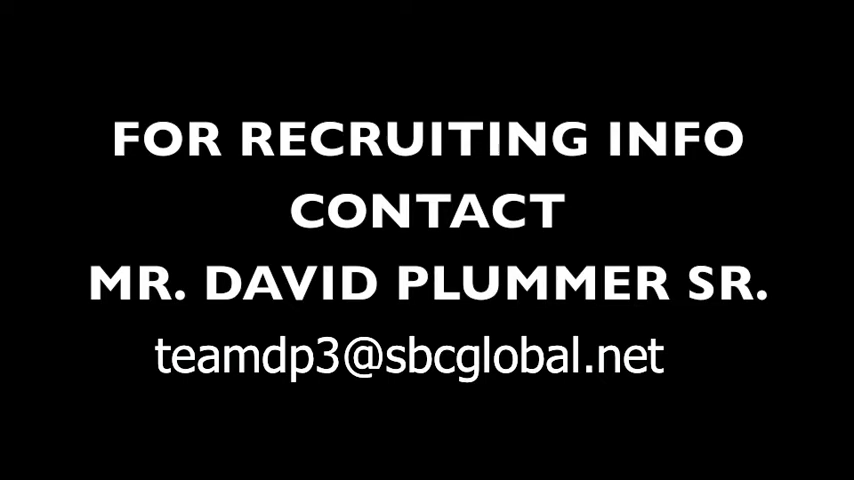 FOR RECRUITING INFO
CONTACT
MR. DAVID PLUMMER SR.
teamdp3@sbcglobal.net